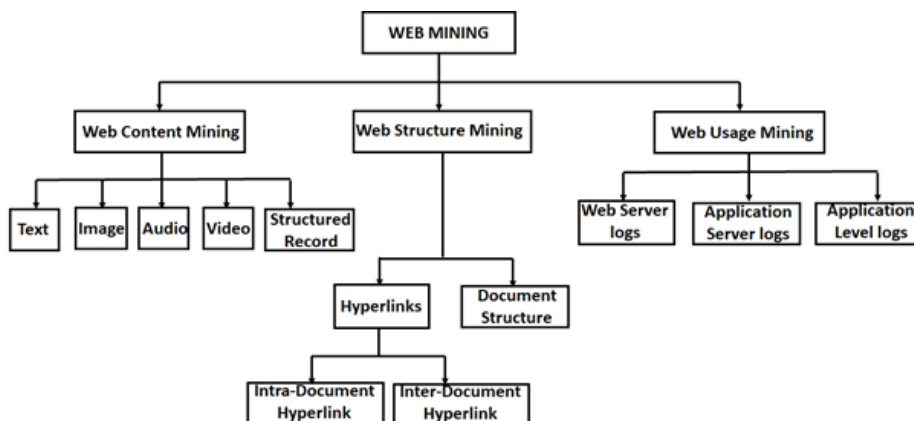 WEB MINING
Web Content Mining
Web Structure Mining
Web Usage Mining
Text
Image
Audio
Video
Structured
Record
Web Server
logs
Application
Server logs
Application
Level logs
Hyperlinks
Document
Structure
Intra-Document
Hyperlink
Inter-Document
Hyperlink